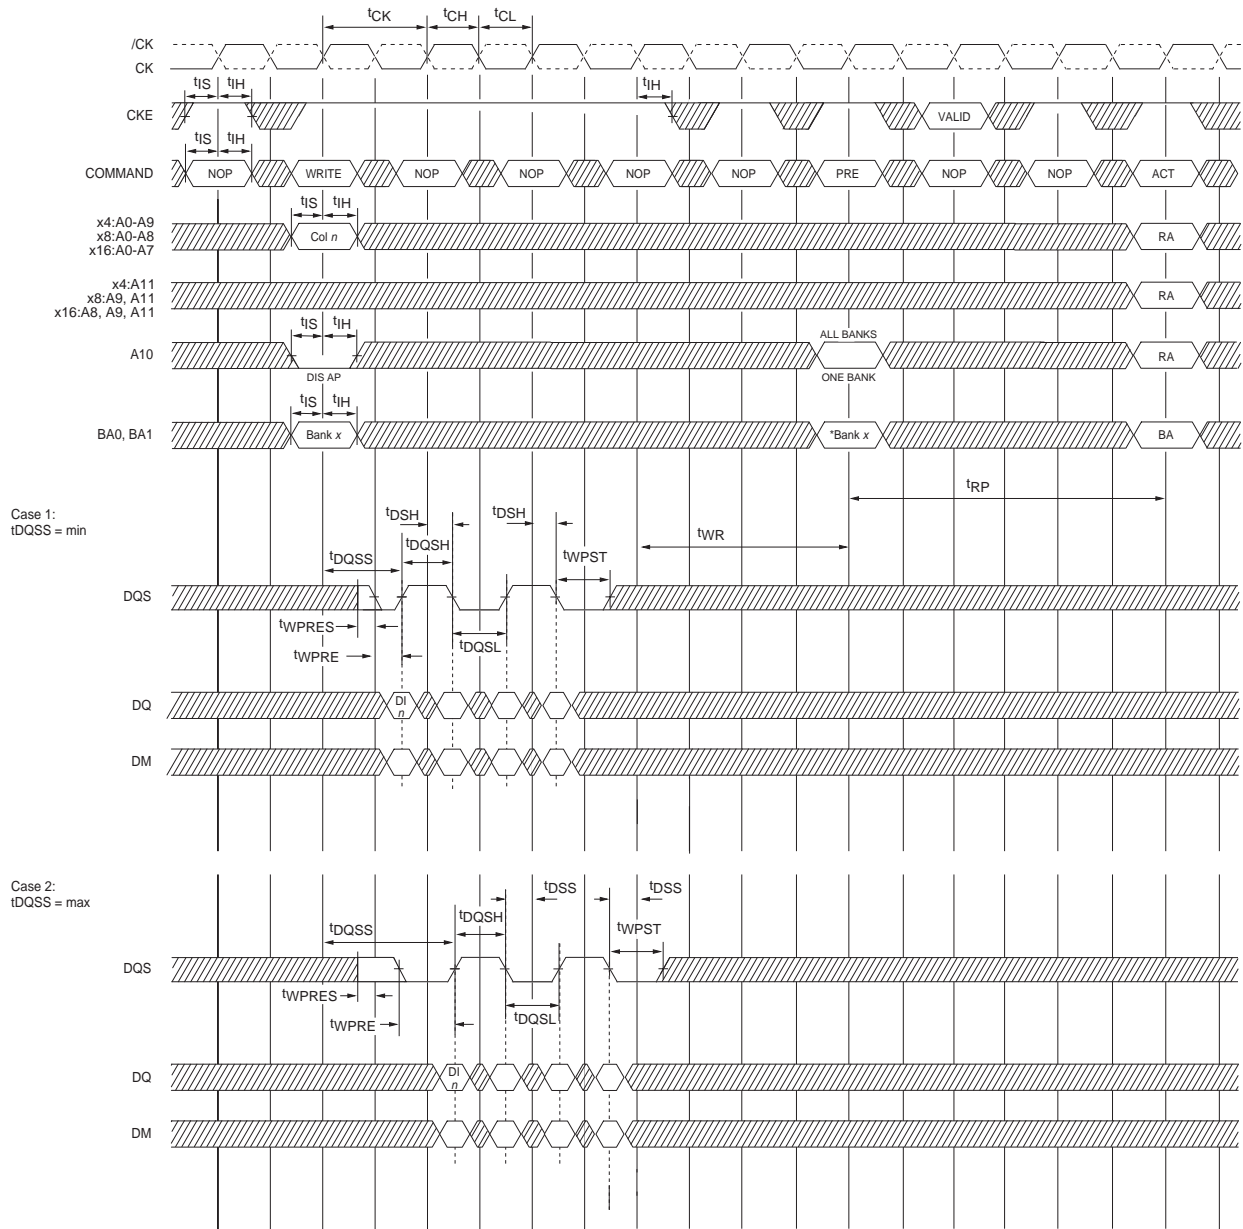 tCK tCH tCL
/CK
CK
tIS tIH tIH
CKE VALID
tIS tIH
COMMAND NOP WRITE NOP NOP NOP NOP PRE NOP NOP ACT
tIS tIH
x4:A0-A9
x8:A0-A8
x16:A0-A7
Col n RA
x4:A11
x8:A9, A11
x16:A8, A9, A11
RA
tIS tIH ALL BANKS
A10 RA
DIS AP ONE BANK
tIS tIH
BA0, BA1 Bank x *Bank x BA
tRP
Case 1:
tDQSS = min
tDSH tDSH
tDQSH tWR
tDQSS tWPST
DQS
tWPRES
tDQSL
tWPRE
DQ DI
n
DM
Case 2:
tDQSS = max
tDSS tDSS
tDQSH
tDQSS tWPST
DQS
tWPRES
tDQSL
tWPRE
DQ DI
n
DM